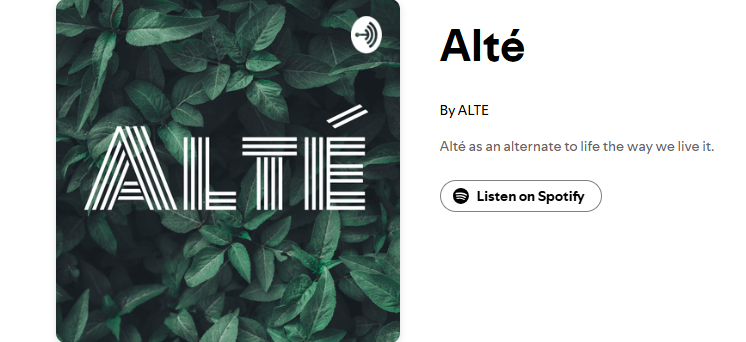 ALTÉ
Alté
By ALTE
Alté as an alternate to life the way we live it.
Listen on Spotify